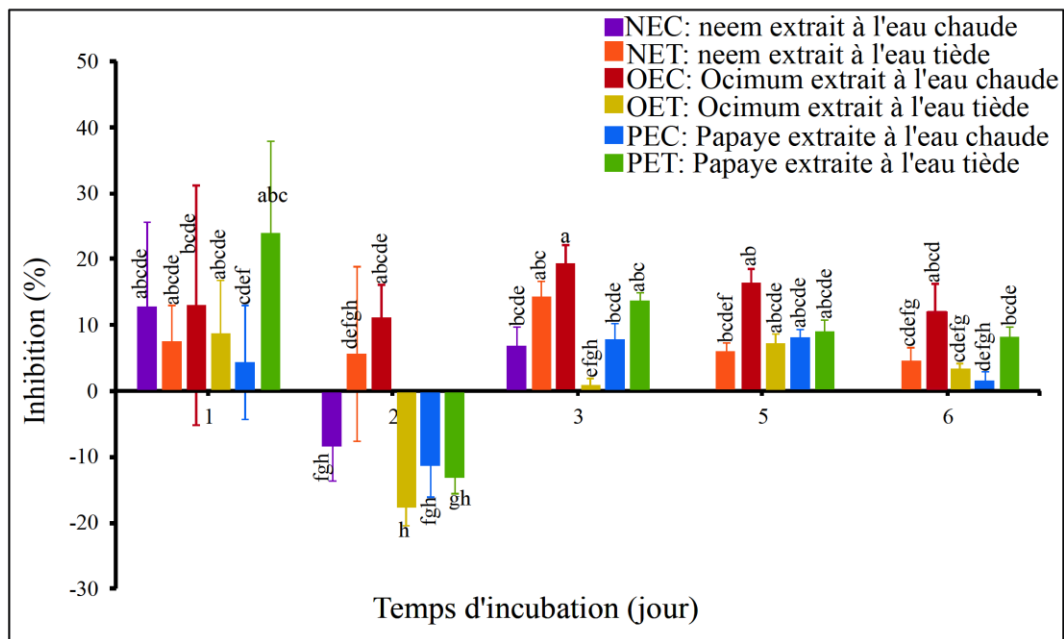 NEC: neem extrait à l'eau chaude
NET: neem extrait à l'eau tiède
OEC: Ocimum extrait à l'eau chaude
OET: Ocimum extrait à l'eau tiède
PEC: Papaye extraite à l'eau chaude
PET: Papaye extraite à l'eau tiède
Inhibition (%)
50
40
30
20
10
0
-10
-20
-30
abcde
abcde
bcde
abcde
cdef
abc
fgh
defgh
abcde
h
fgh
gh
bcde
abc
a
efgh
bcde
abc
bcdef
ab
abcde
abcde
abcde
cdefg
abcd
cdefg
defgh
bcde
1
2
3
5
6
Temps d'incubation (jour)